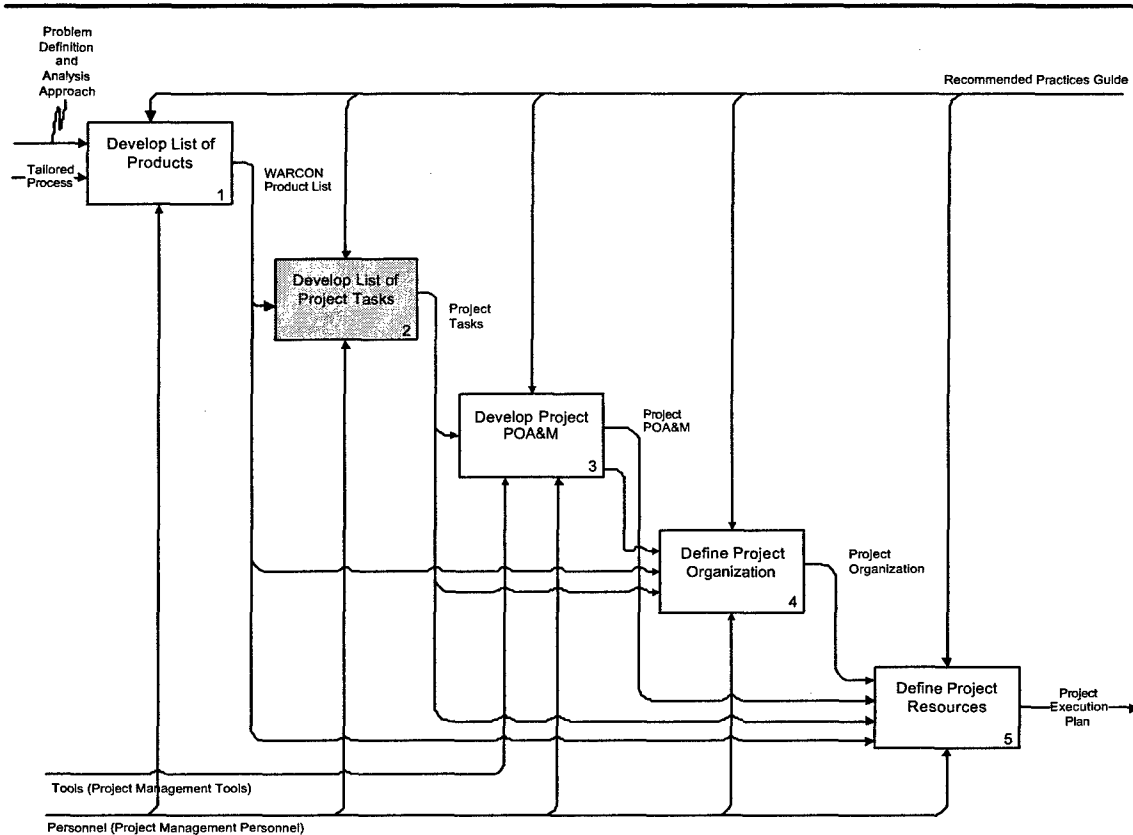 Problem
Definition
and
Analysis
Approach
Recommended Practices Guide
Develop List of
Products
1
Tailored
Process
WARCON
Product List
Develop List of
Project Tasks
2
Project
Tasks
Develop Project
POA&M
3
Project
POA&M
Define Project
Organization
4
Project
Organization
Define Project
Resources
5
Project
Execution
Plan
Tools (Project Management Tools)
Personnel (Project Management Personnel)